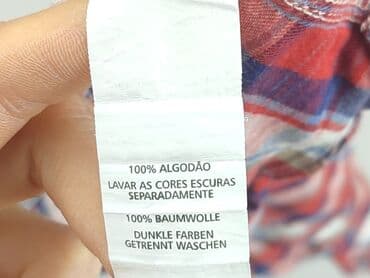 100% ALGODÃO
LAVAR AS CORES ESCURAS
SEPARADAMENTE
100% BAUMWOLLE
DUNKLE FARBEN
GETRENNT WASCHEN